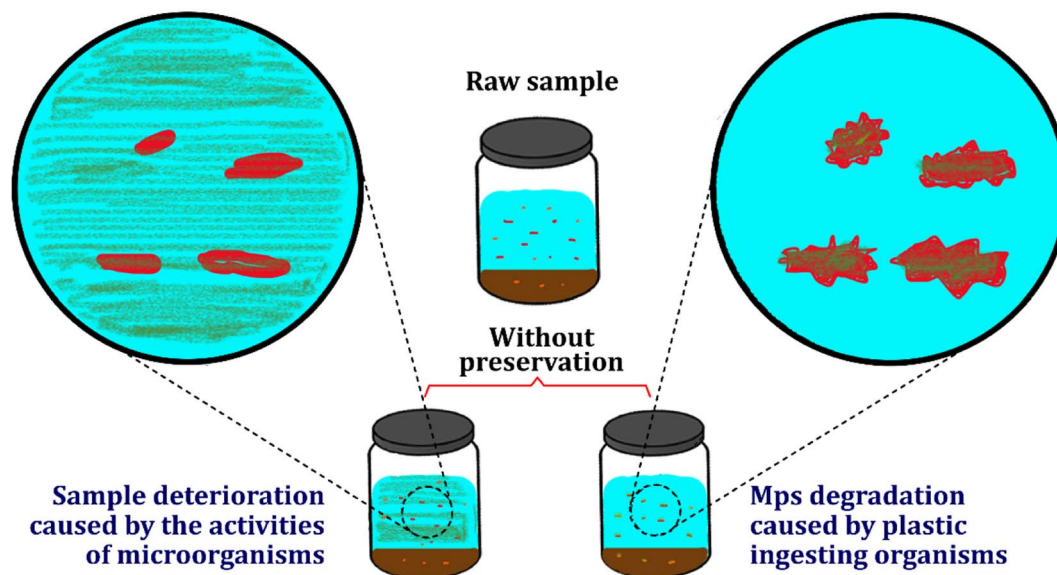 Raw sample
Without
preservation
Sample deterioration
caused by the activities
of microorganisms
Mps degradation
caused by plastic
ingesting organisms